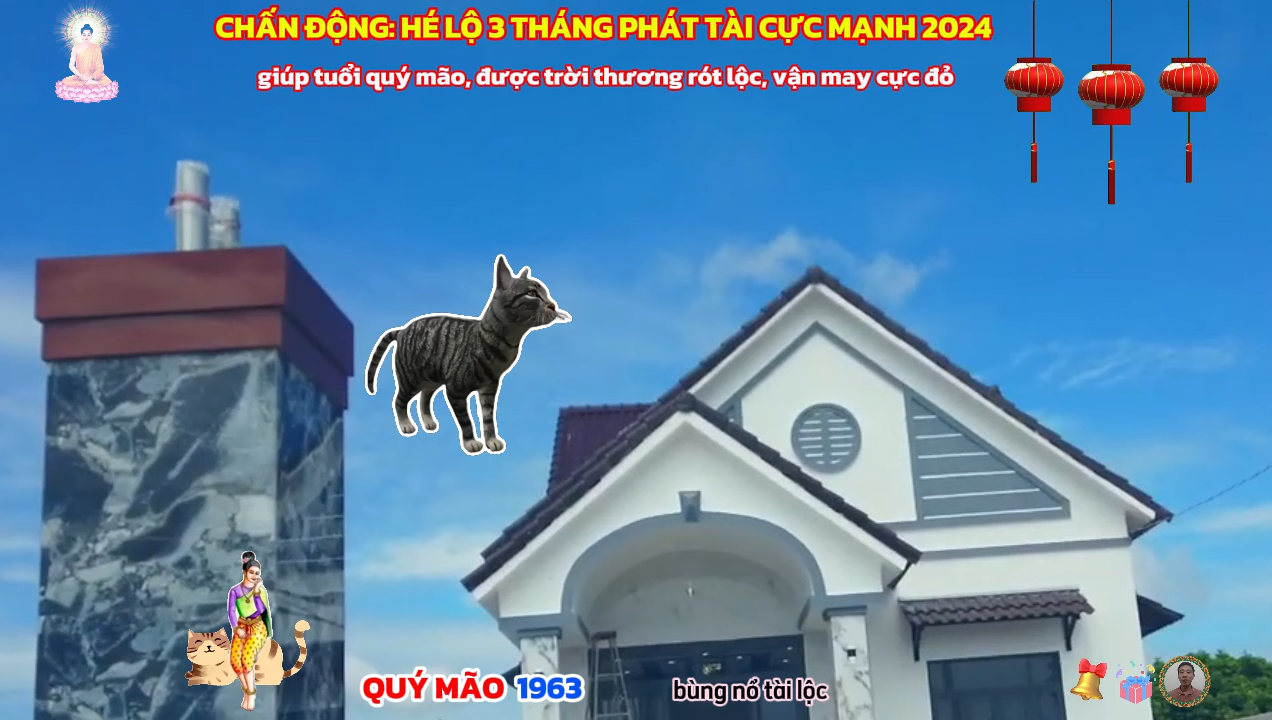 CHẤN ĐỘNG: HÉ LỘ 3 THÁNG PHÁT TÀI CỰC MẠNH 2024
giúp tuổi quý mão, được trời thương rót lộc, vận may cực đỏ
QUÝ MÃO 1963
bùng nổ tài lộc